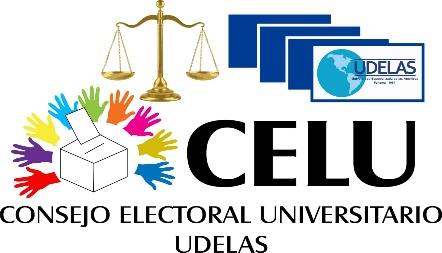 UDELAS
CELU
CONSEJO ELECTORAL UNIVERSITARIO
UDELAS